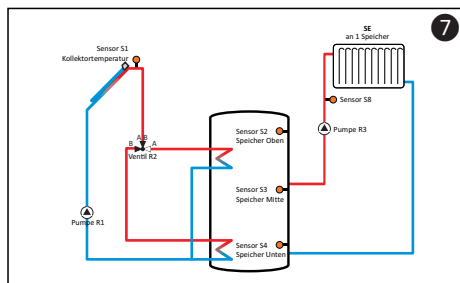 7
SE
an 1 Speicher
Sensor S1
Kollektortemperatur
Sensor S8
Pumpe R3
A B
B A
Ventil R2
Sensor S2
Speicher Oben
Sensor S3
Speicher Mitte
Pumpe R1
Sensor S4
Speicher Unten